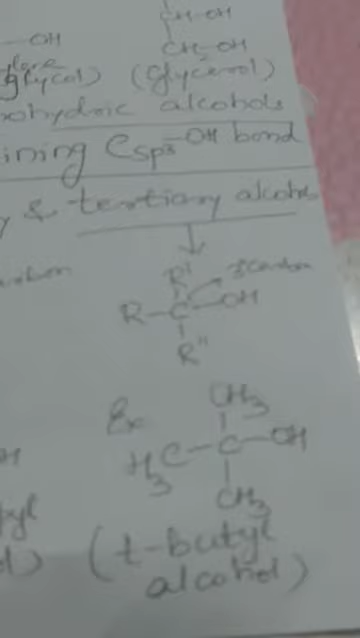 CH-OH
-OH CH2-OH
glycol) (glycerol)
ohydric alcohols
ining Csp3-OH bond
y & tertiary alcoho
R' 3°Carbon
R-C-OH
R"
Ex CH3
H3C-C-OH
CH3
(t-butyl
alcohol)